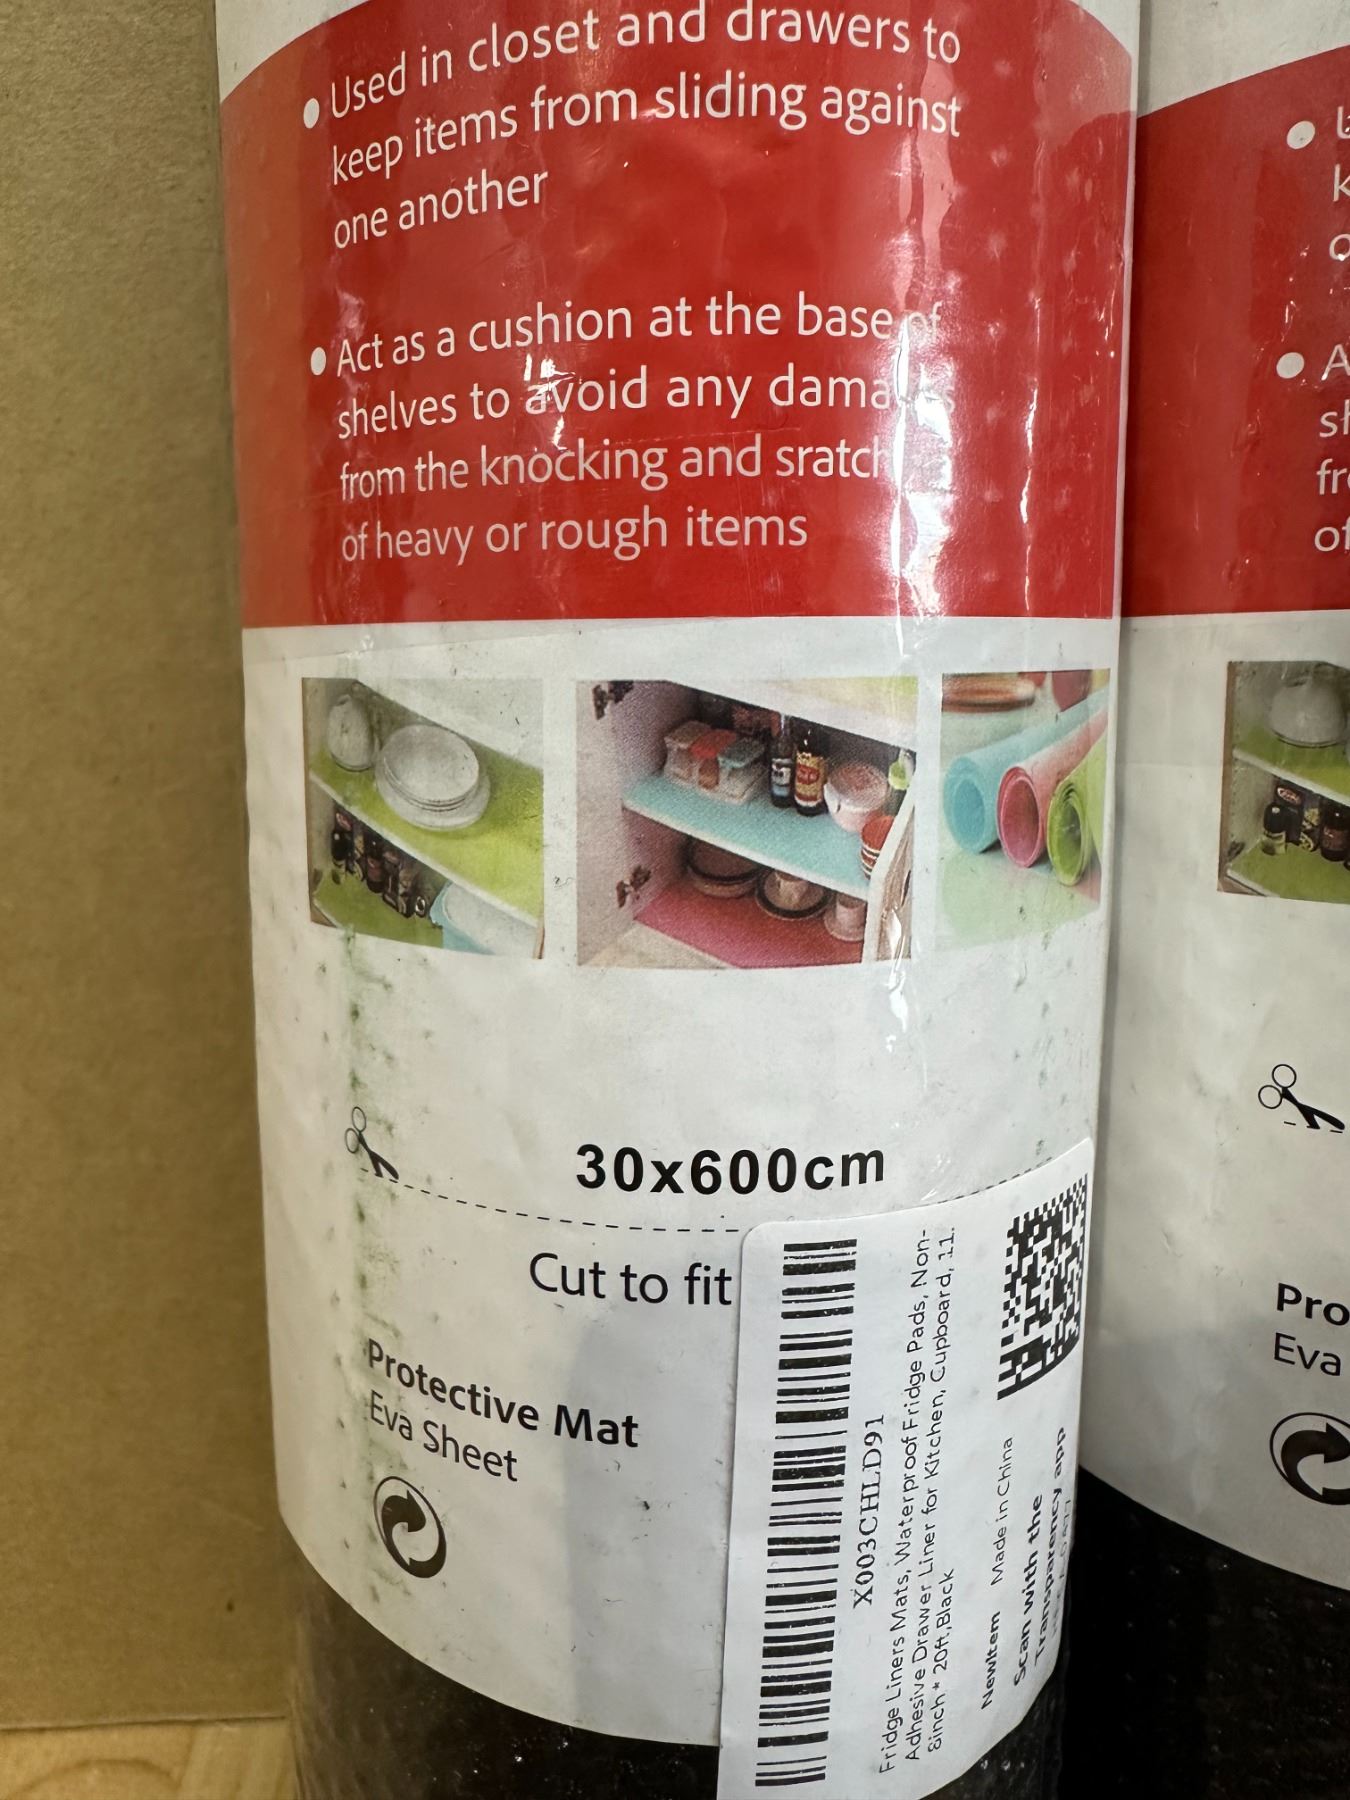 ● Used in closet and drawers to
keep items from sliding against
one another
● Act as a cushion at the base of
shelves to avoid any
from the knocking and
of heavy or rough items
30x600cm
Cut to fit
Protective Mat
Eva Sheet
X003CHLD91
Fridge Liners Mats, Waterproof Fridge Pads, Non-
Adhesive Drawer Liner for Kitchen, Cupboard, 11.
8inch * 20ft,Black
NewItem Made in China
Scan with the
Transparency app
Pro
Eva